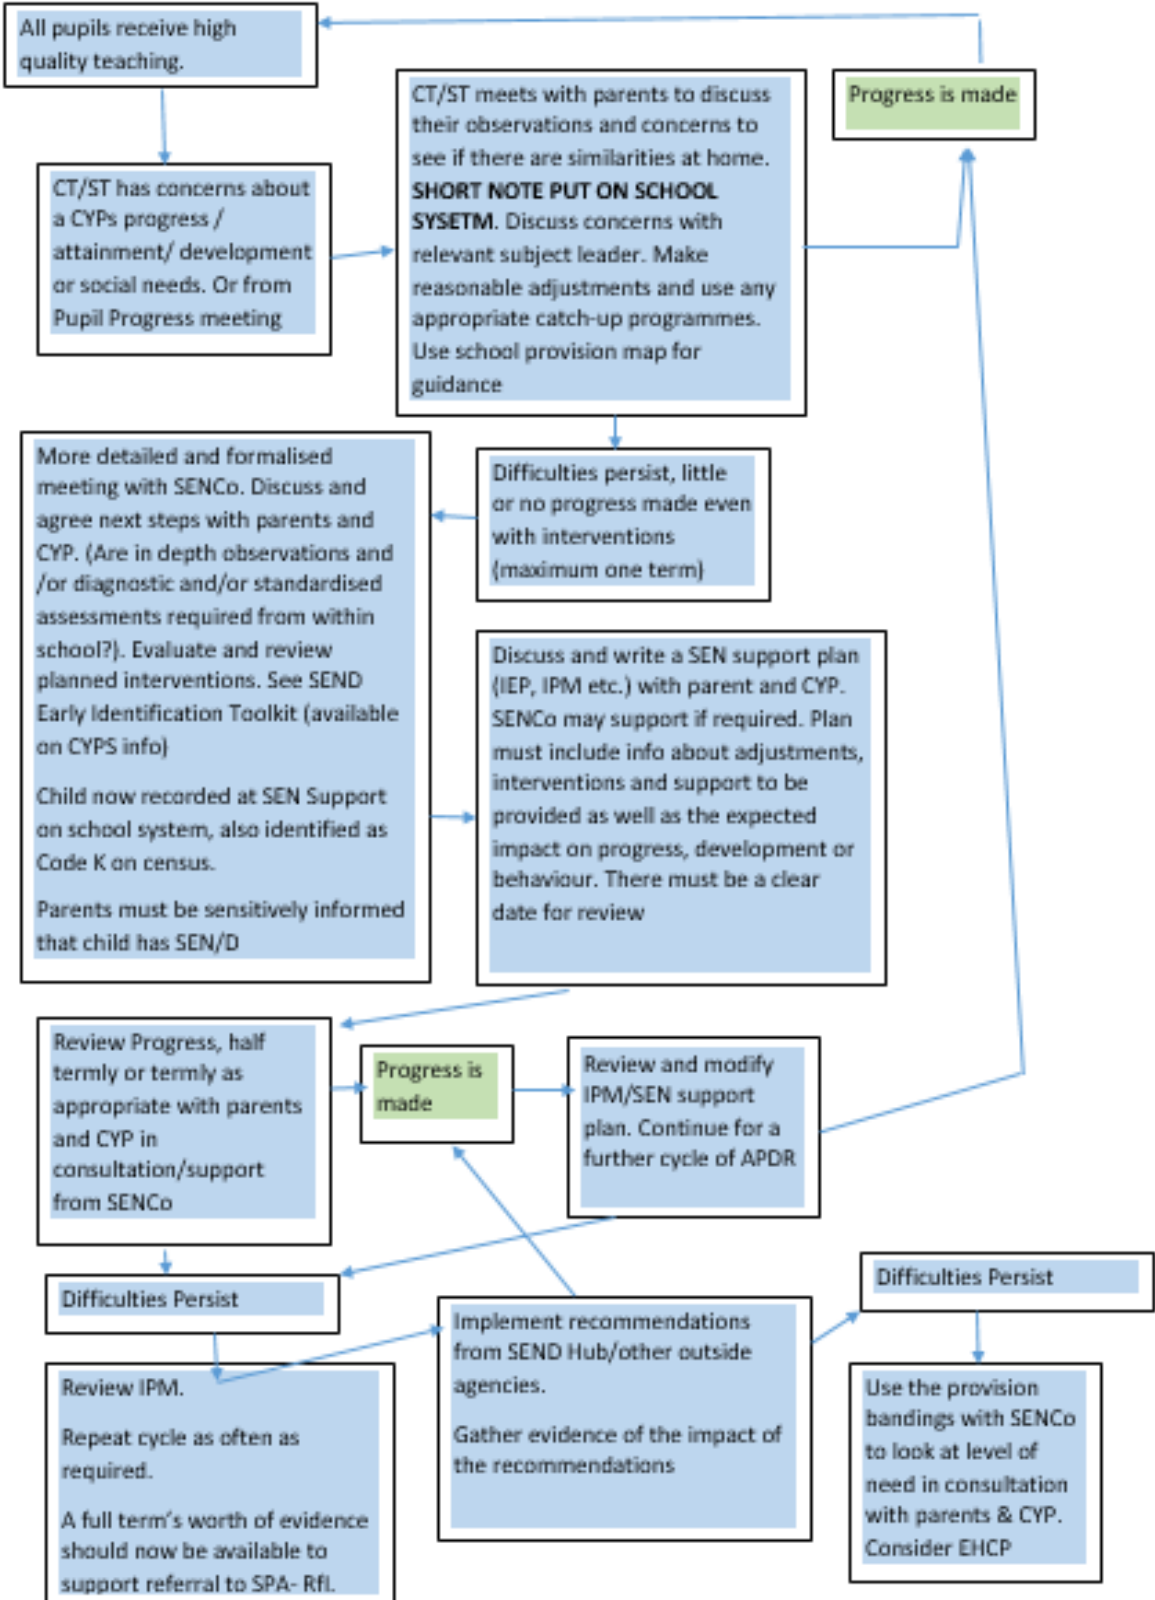 All pupils receive high
quality teaching.
Progress is made
CT/ST has concerns about
a CYPs progress /
attainment/ development
or social needs. Or from
Pupil Progress meeting
CT/ST meets with parents to discuss
their observations and concerns to
see if there are similarities at home.
SHORT NOTE PUT ON SCHOOL
SYSETM. Discuss concerns with
relevant subject leader. Make
reasonable adjustments and use any
appropriate catch-up programmes.
Use school provision map for
guidance
Difficulties persist, little
or no progress made even
with interventions
(maximum one term)
More detailed and formalised
meeting with SENCo. Discuss and
agree next steps with parents and
CYP. (Are in depth observations and
/or diagnostic and/or standardised
assessments required from within
school?). Evaluate and review
planned interventions. See SEND
Early Identification Toolkit (available
on CYPS info)
Child now recorded at SEN Support
on school system, also identified as
Code K on census.
Parents must be sensitively informed
that child has SEN/D
Discuss and write a SEN support plan
(IEP, IPM etc.) with parent and CYP.
SENCo may support if required. Plan
must include info about adjustments,
interventions and support to be
provided as well as the expected
impact on progress, development or
behaviour. There must be a clear
date for review
Review Progress, half
termly or termly as
appropriate with parents
and CYP in
consultation/support
from SENCo
Progress is
made
Review and modify
IPM/SEN support
plan. Continue for a
further cycle of APDR
Difficulties Persist
Review IPM.
Repeat cycle as often as
required.
A full term's worth of evidence
should now be available to
support referral to SPA- RfI.
Implement recommendations
from SEND Hub/other outside
agencies.
Gather evidence of the impact of
the recommendations
Difficulties Persist
Use the provision
bandings with SENCo
to look at level of
need in consultation
with parents & CYP.
Consider EHCP